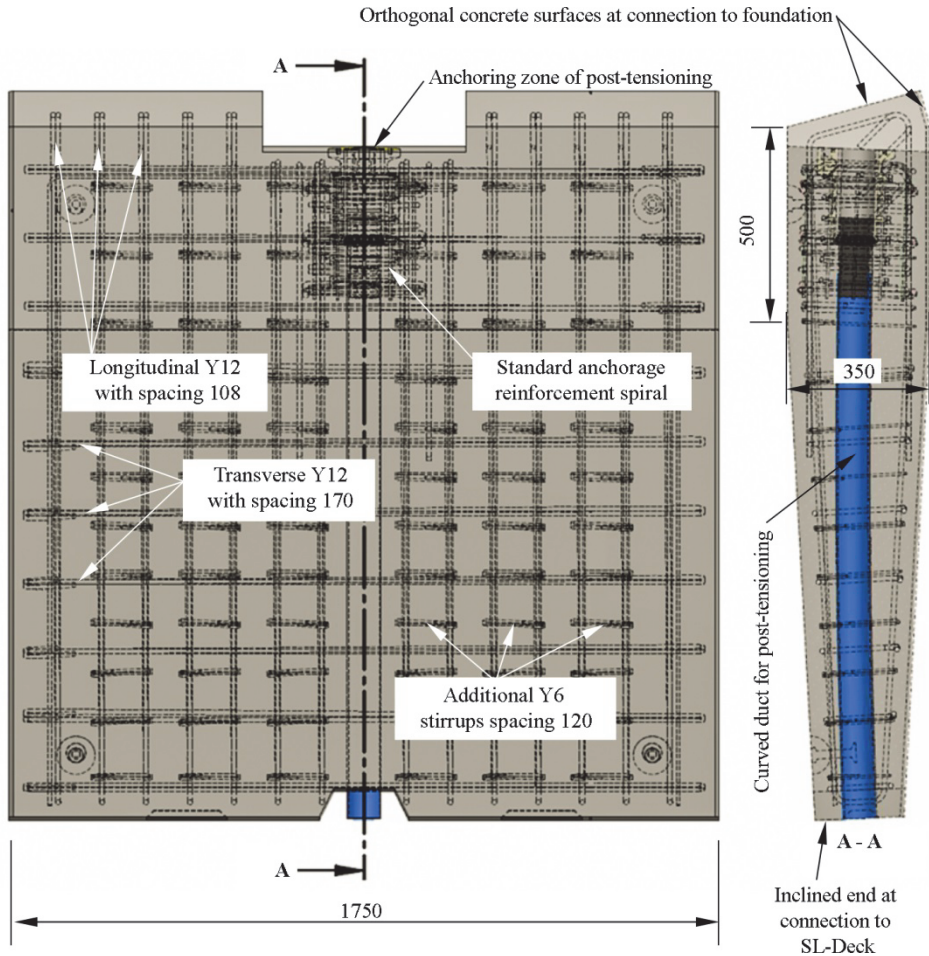 Orthogonal concrete surfaces at connection to foundation
A
Anchoring zone of post-tensioning
500
350
Longitudinal Y12
with spacing 108
Standard anchorage
reinforcement spiral
Transverse Y12
with spacing 170
Additional Y6
stirrups spacing 120
Curved duct for post-tensioning
A
A - A
1750
Inclined end at
connection to
SL-Deck